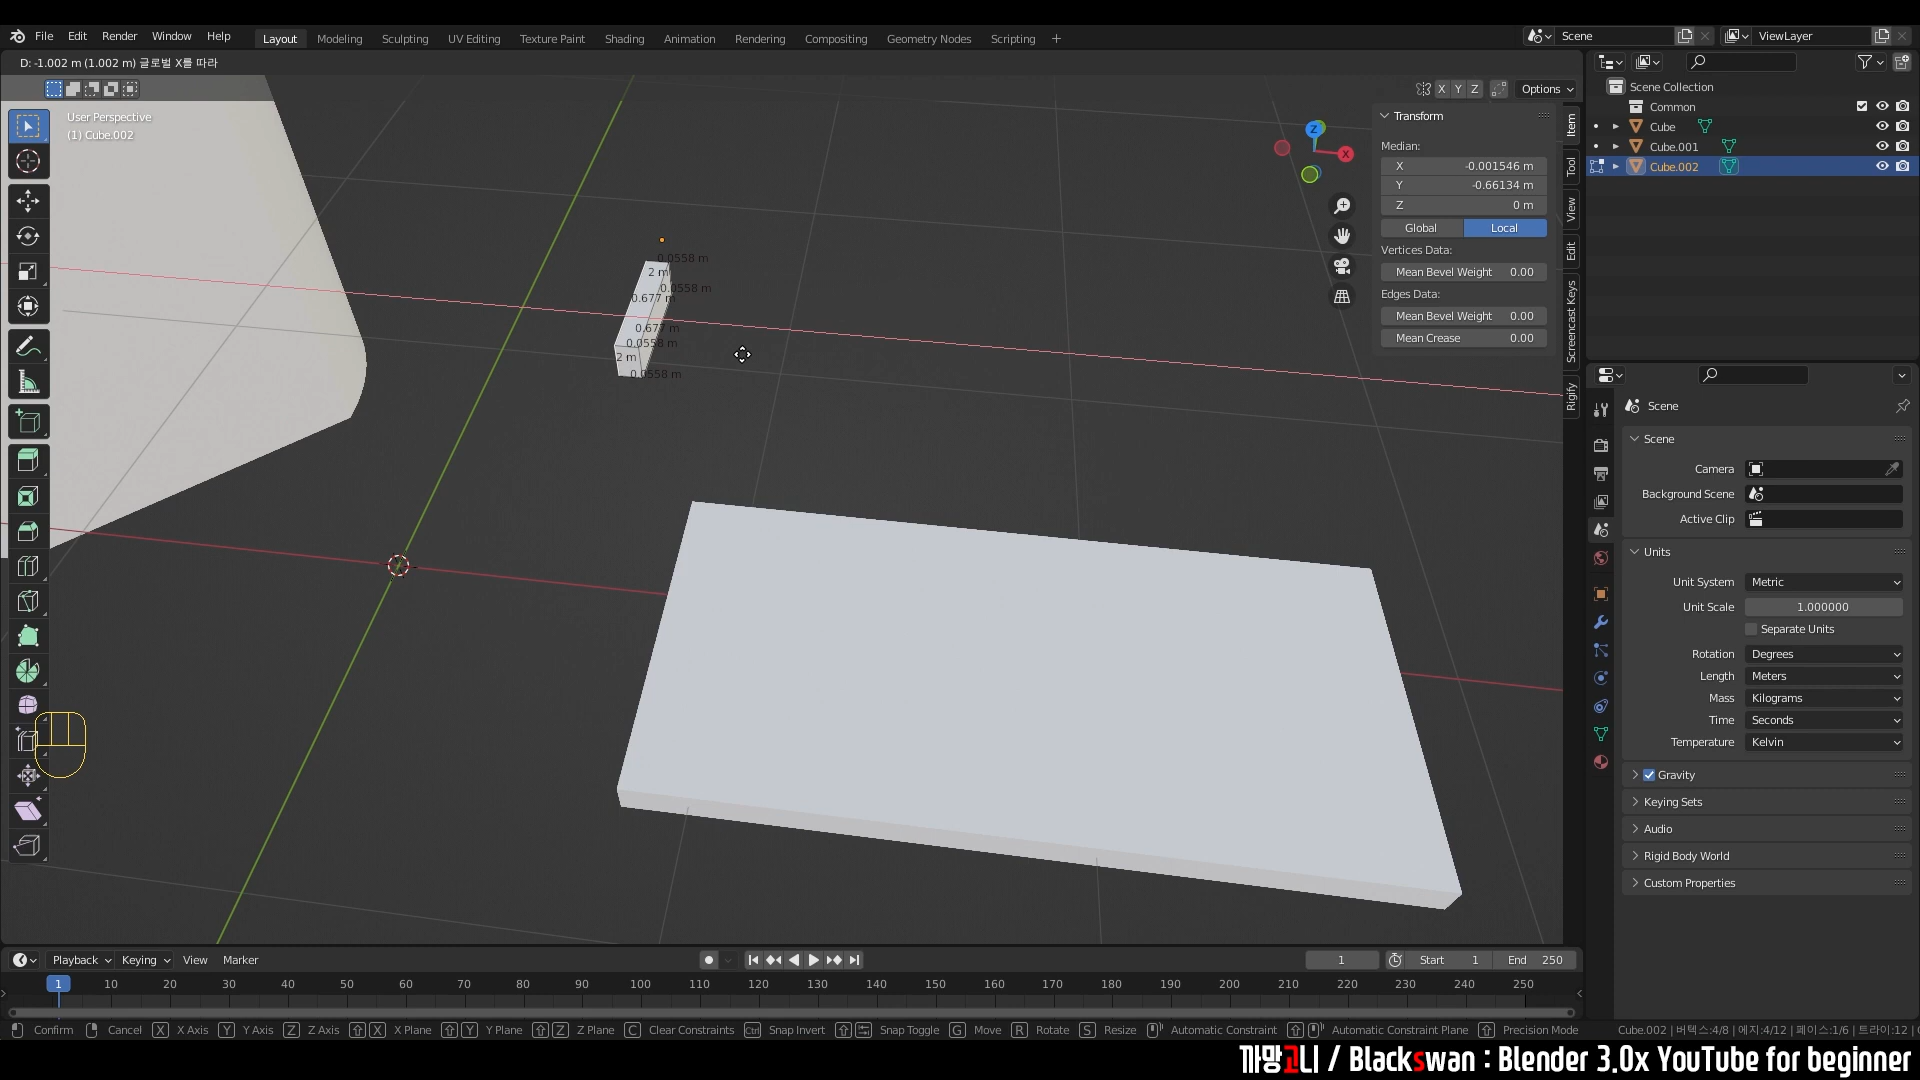 File Edit Render Window Help Layout Modeling Sculpting UV Editing Texture Paint Shading Animation Rendering Compositing Geometry Nodes Scripting + Scene ViewLayer
D: -1.002 m (1.002 m) 글로벌 X를 따라
X Y Z Options
User Perspective
(1) Cube.002
Z
X
0.0558 m
2 m
0.0558 m
0.677 m
0.677 m
0.0558 m
2 m
0.0558 m
Transform
Median:
X -0.001546 m
Y -0.66134 m
Z 0 m
Global Local
Vertices Data:
Mean Bevel Weight 0.00
Edges Data:
Mean Bevel Weight 0.00
Mean Crease 0.00
Item
Tool
View
Edit
Screencast Keys
Rigify
Scene Collection
Common
Cube
Cube.001
Cube.002
Scene
Scene
Camera
Background Scene
Active Clip
Units
Unit System Metric
Unit Scale 1.000000
Separate Units
Rotation Degrees
Length Meters
Mass Kilograms
Time Seconds
Temperature Kelvin
Gravity
Keying Sets
Audio
Rigid Body World
Custom Properties
Playback Keying View Marker 1 Start 1 End 250
1 10 20 30 40 50 60 70 80 90 100 110 120 130 140 150 160 170 180 190 200 210 220 230 240 250
Confirm Cancel X X Axis Y Y Axis Z Z Axis X X Plane Y Y Plane Z Z Plane C Clear Constraints Ctrl Snap Invert Snap Toggle G Move R Rotate S Resize Automatic Constraint Automatic Constraint Plane Precision Mode Cube.002 | 버텍스:4/8 | 에지:4/12 | 페이스:1/6 | 트라이:12 |
까망고니 / Blackswan : Blender 3.0x YouTube for beginner